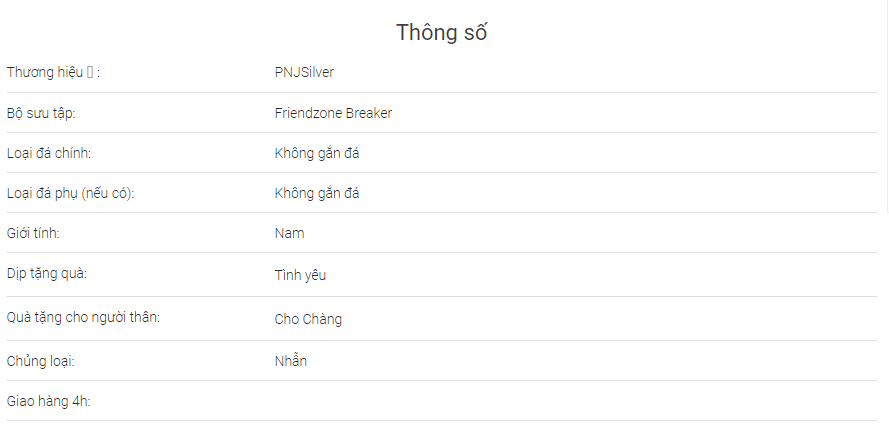 Thông số
Thương hiệu ▯ : PNJSilver
Bộ sưu tập: Friendzone Breaker
Loại đá chính: Không gắn đá
Loại đá phụ (nếu có): Không gắn đá
Giới tính: Nam
Dịp tặng quà: Tình yêu
Quà tặng cho người thân: Cho Chàng
Chủng loại: Nhẫn
Giao hàng 4h: